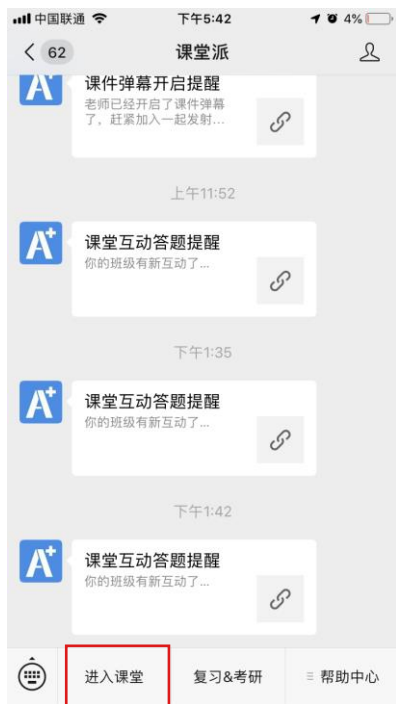 中国联通 下午5:42 4%
62 课堂派
课件弹幕开启提醒
老师已经开启了课件弹幕
了，赶紧加入一起发射...
上午11:52
课堂互动答题提醒
你的班级有新互动了...
下午1:35
课堂互动答题提醒
你的班级有新互动了...
下午1:42
课堂互动答题提醒
你的班级有新互动了...
进入课堂 复习&考研 帮助中心